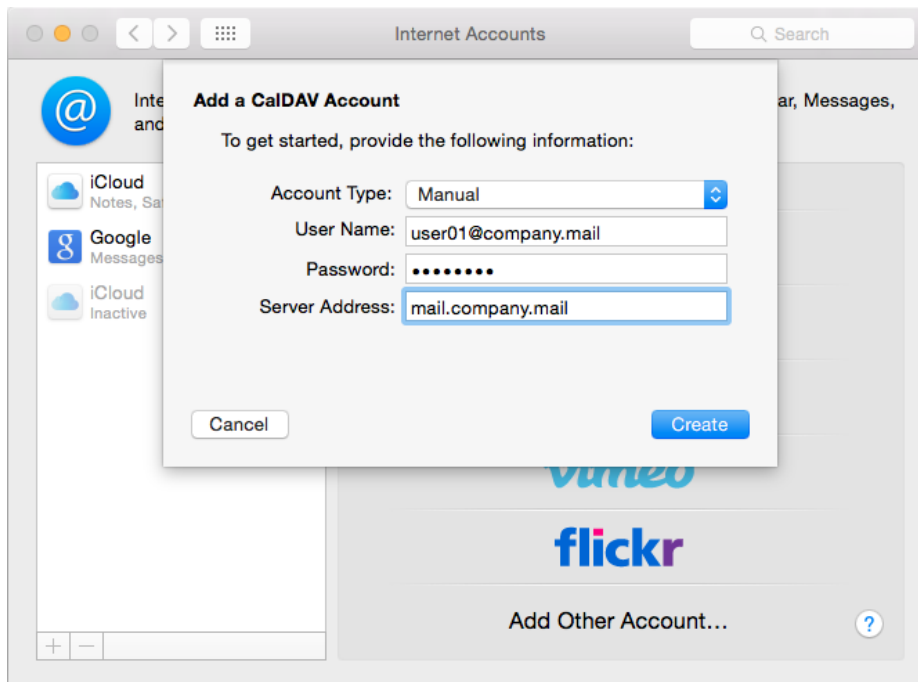 Internet Accounts
Search
Inte
ar, Messages,
and
Add a CalDAV Account
To get started, provide the following information:
Account Type: Manual
User Name: user01@company.mail
Password: ••••••••
Server Address: mail.company.mail
Cancel
Create
iCloud
Notes, Sa
Google
Messages
iCloud
Inactive
vimeo
flickr
Add Other Account...
?